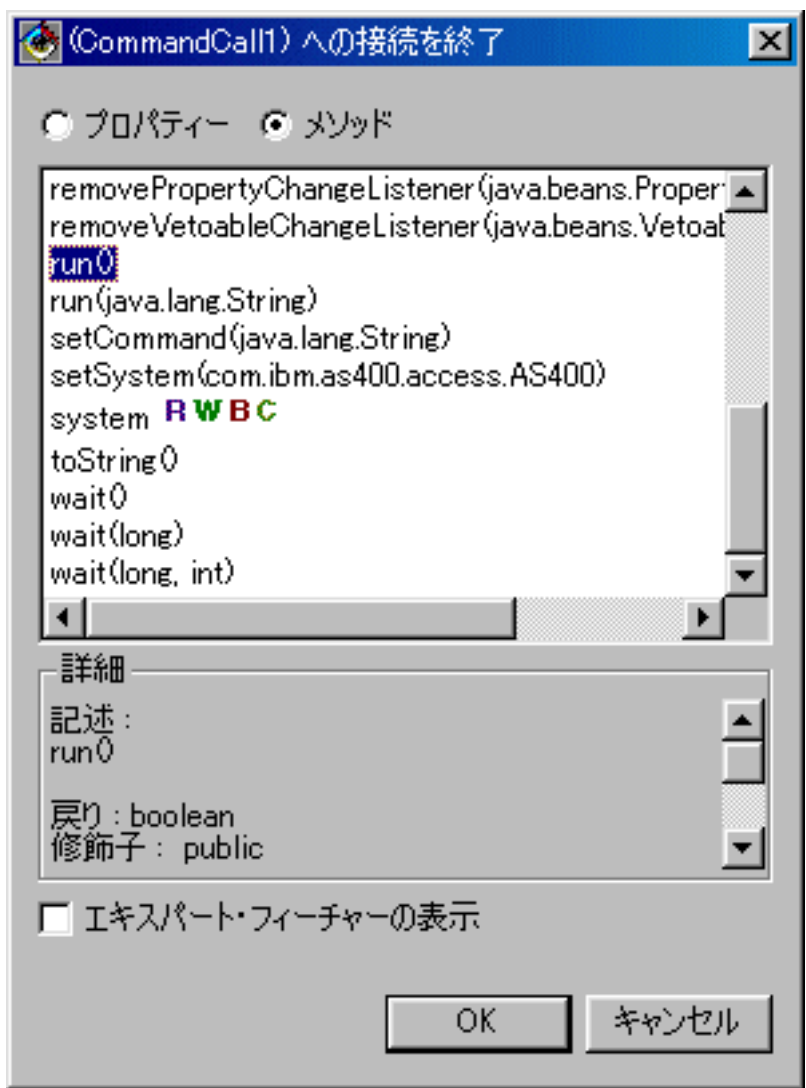 (CommandCall1) への接続を終了
プロパティー メソッド
removePropertyChangeListener(java.beans.Proper
removeVetoableChangeListener(java.beans.Vetoab
run()
run(java.lang.String)
setCommand(java.lang.String)
setSystem(com.ibm.as400.access.AS400)
system R W B C
toString()
wait()
wait(long)
wait(long, int)
詳細
記述 :
run()
戻り : boolean
修飾子 : public
エキスパート・フィーチャーの表示
OK キャンセル